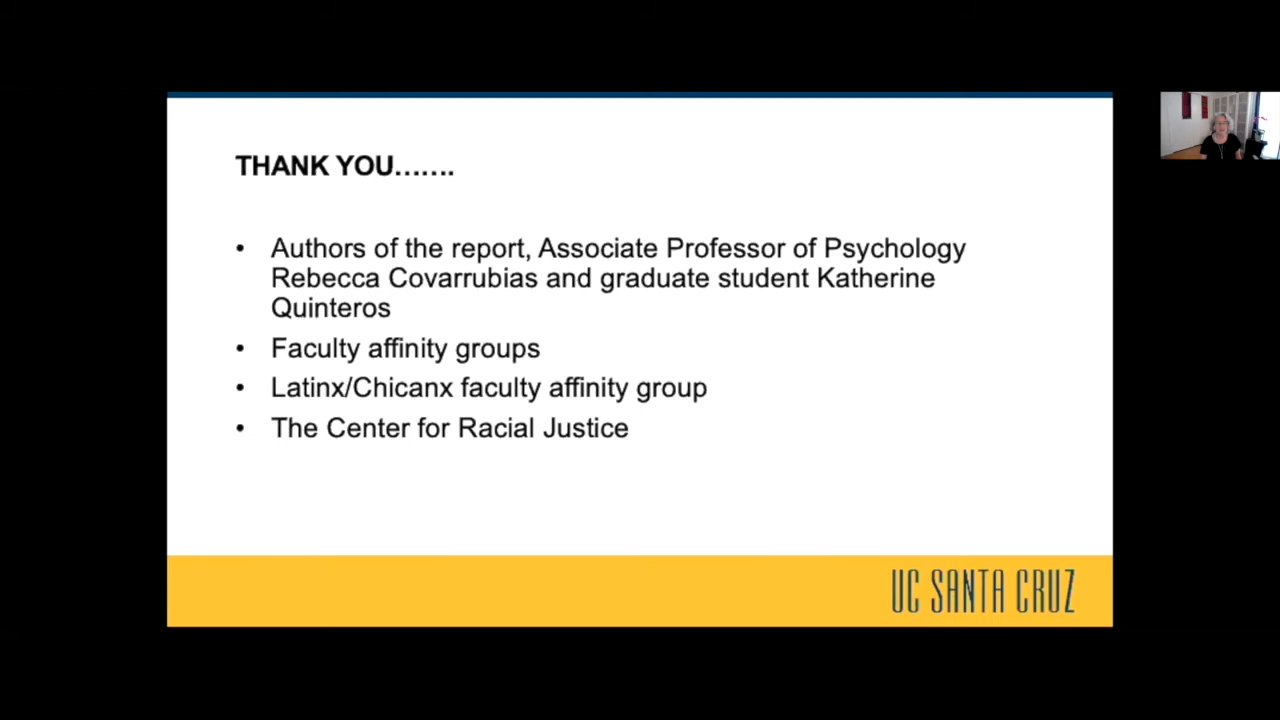 THANK YOU…….
• Authors of the report, Associate Professor of Psychology
Rebecca Covarrubias and graduate student Katherine
Quinteros
• Faculty affinity groups
• Latinx/Chicanx faculty affinity group
• The Center for Racial Justice
UC SANTA CRUZ